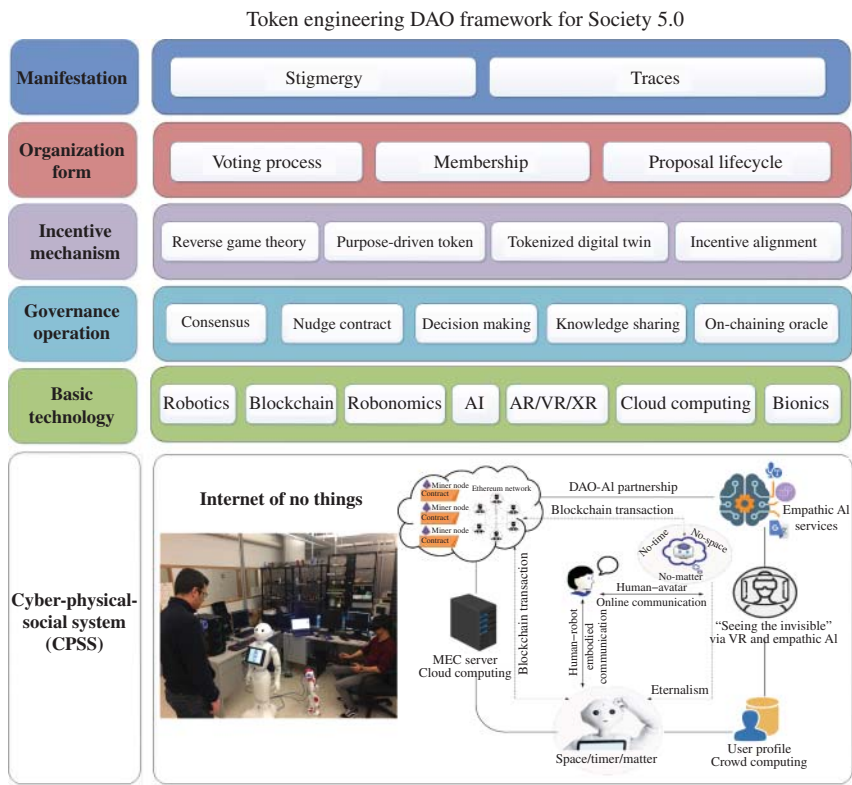 Token engineering DAO framework for Society 5.0
Manifestation
Stigmergy
Traces
Organization
form
Voting process
Membership
Proposal lifecycle
Incentive
mechanism
Reverse game theory
Purpose-driven token
Tokenized digital twin
Incentive alignment
Governance
operation
Consensus
Nudge contract
Decision making
Knowledge sharing
On-chaining oracle
Basic
technology
Robotics
Blockchain
Robonomics
AI
AR/VR/XR
Cloud computing
Bionics
Cyber-physical-
social system
(CPSS)
Internet of no things
Miner node
Contract
Miner node
Contract
Miner node
Contract
Ethereum network
DAO-AI partnership
Blockchain transaction
Empathic AI
services
No-time
No-space
No-matter
Human–avatar
Online communication
MEC server
Cloud computing
Blockchain transaction
Human–robot
embodied
communication
"Seeing the invisible"
via VR and empathic AI
Eternalism
Space/timer/matter
User profile
Crowd computing